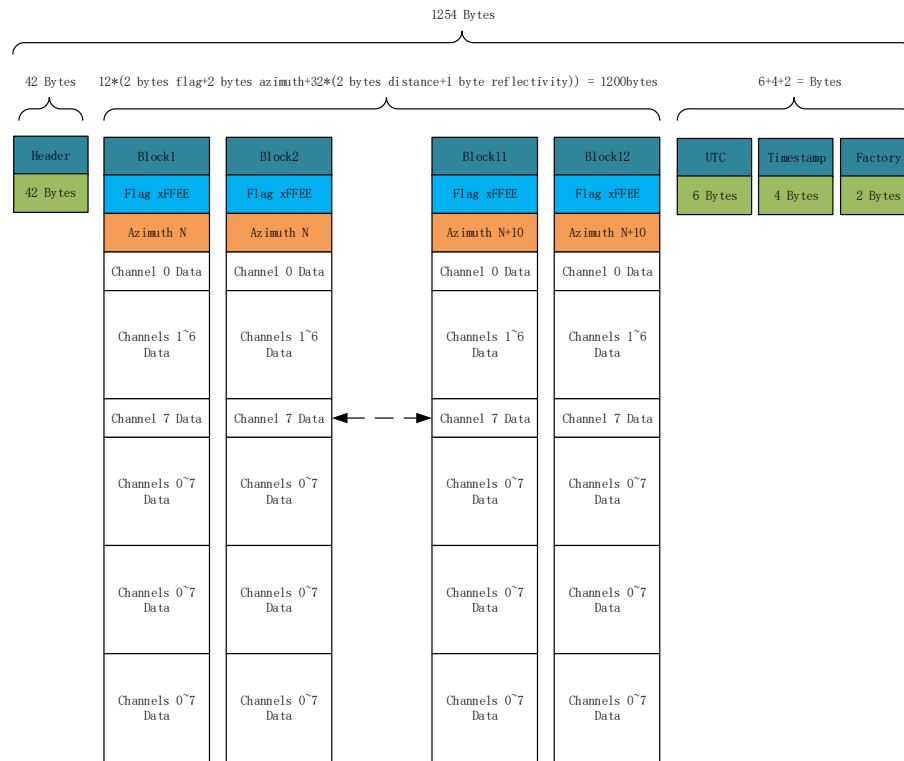 1254 Bytes
42 Bytes
12*(2 bytes flag+2 bytes azimuth+32*(2 bytes distance+1 byte reflectivity)) = 1200bytes
6+4+2 = Bytes
Header
42 Bytes
Block1
Flag xFFEE
Azimuth N
Channel 0 Data
Channels 1~6
Data
Channel 7 Data
Channels 0~7
Data
Channels 0~7
Data
Channels 0~7
Data
Block2
Flag xFFEE
Azimuth N
Channel 0 Data
Channels 1~6
Data
Channel 7 Data
Channels 0~7
Data
Channels 0~7
Data
Channels 0~7
Data
Block11
Flag xFFEE
Azimuth N+10
Channel 0 Data
Channels 1~6
Data
Channel 7 Data
Channels 0~7
Data
Channels 0~7
Data
Channels 0~7
Data
Block12
Flag xFFEE
Azimuth N+10
Channel 0 Data
Channels 1~6
Data
Channel 7 Data
Channels 0~7
Data
Channels 0~7
Data
Channels 0~7
Data
UTC
6 Bytes
Timestamp
4 Bytes
Factory
2 Bytes